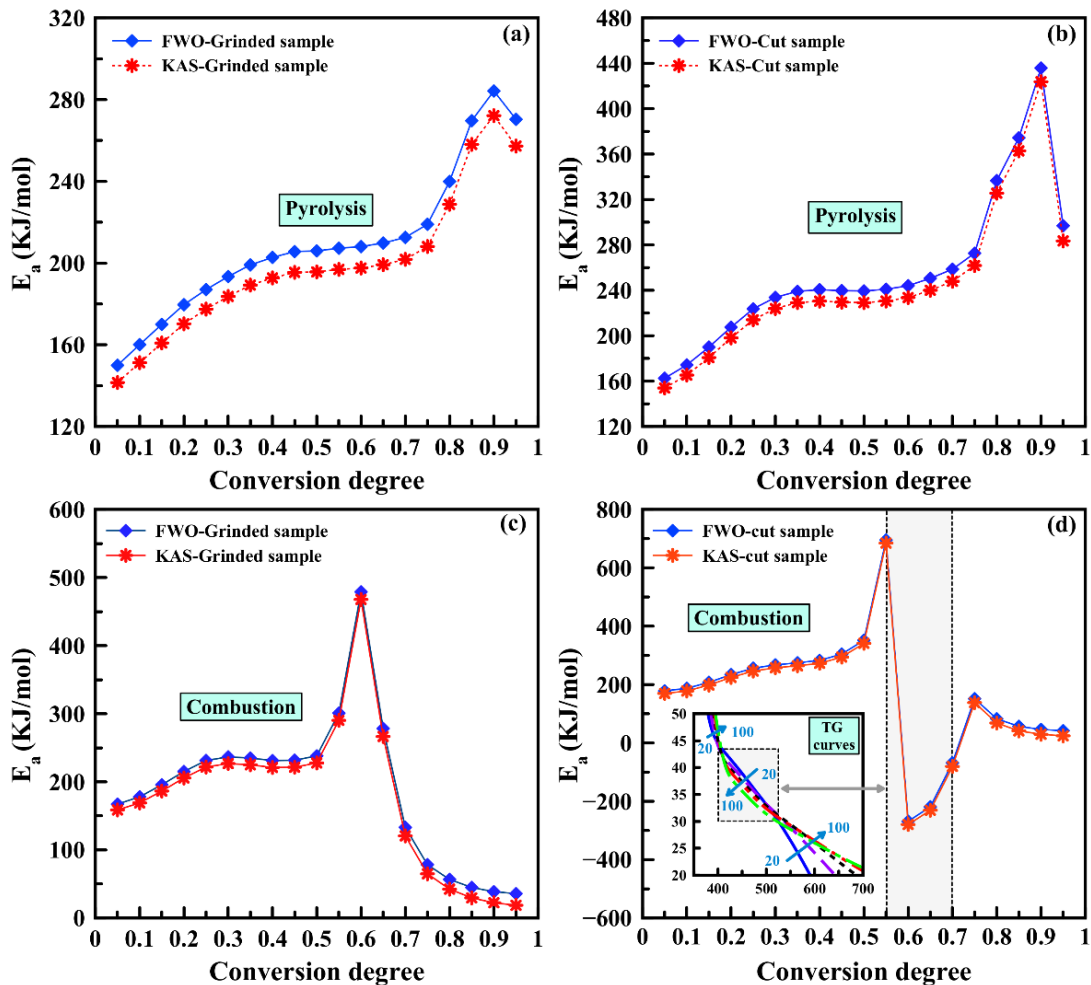 (a)
FWO-Grinded sample
KAS-Grinded sample
Pyrolysis
Eₐ (KJ/mol)
320
280
240
200
160
120
0 0.1 0.2 0.3 0.4 0.5 0.6 0.7 0.8 0.9 1
Conversion degree
(b)
FWO-Cut sample
KAS-Cut sample
Pyrolysis
Eₐ (KJ/mol)
480
440
400
360
320
280
240
200
160
120
0 0.1 0.2 0.3 0.4 0.5 0.6 0.7 0.8 0.9 1
Conversion degree
(c)
FWO-Grinded sample
KAS-Grinded sample
Combustion
Eₐ (KJ/mol)
600
500
400
300
200
100
0
0 0.1 0.2 0.3 0.4 0.5 0.6 0.7 0.8 0.9 1
Conversion degree
(d)
FWO-cut sample
KAS-cut sample
Combustion
Eₐ (KJ/mol)
800
600
400
200
0
−200
−400
−600
TG
curves
50
45
40
35
30
25
20
400 500 600 700
20 100
20
100
100
20
0 0.1 0.2 0.3 0.4 0.5 0.6 0.7 0.8 0.9 1
Conversion degree